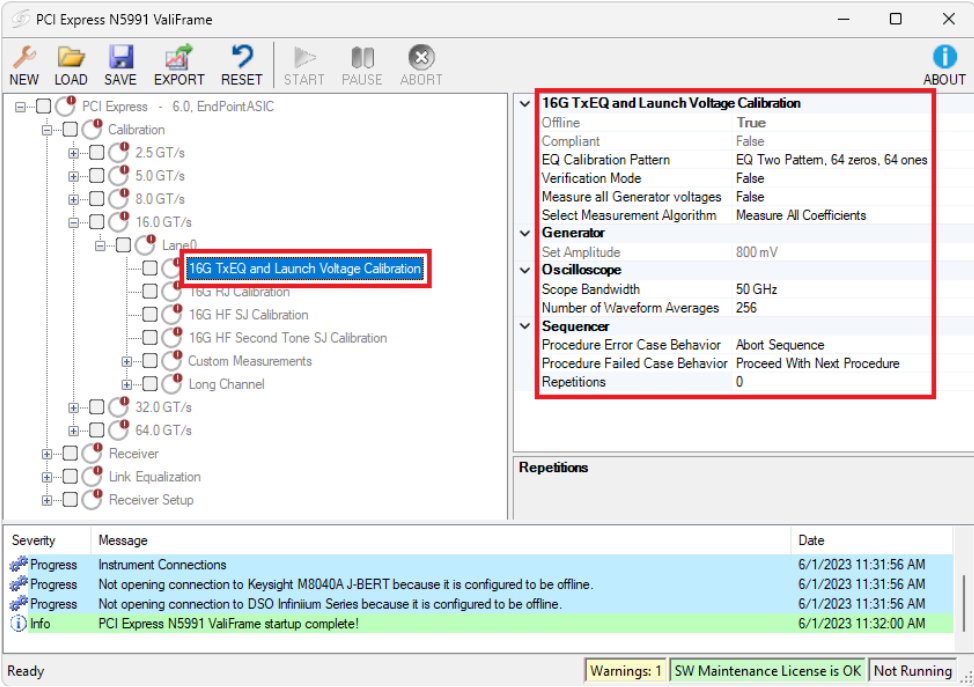 PCI Express N5991 ValiFrame
NEW LOAD SAVE EXPORT RESET START PAUSE ABORT ABOUT
PCI Express - 6.0, EndPointASIC
Calibration
2.5 GT/s
5.0 GT/s
8.0 GT/s
16.0 GT/s
Lane0
16G TxEQ and Launch Voltage Calibration
16G RJ Calibration
16G HF SJ Calibration
16G HF Second Tone SJ Calibration
Custom Measurements
Long Channel
32.0 GT/s
64.0 GT/s
Receiver
Link Equalization
Receiver Setup
16G TxEQ and Launch Voltage Calibration
Offline True
Compliant False
EQ Calibration Pattern EQ Two Pattern, 64 zeros, 64 ones
Verification Mode False
Measure all Generator voltages False
Select Measurement Algorithm Measure All Coefficients
Generator
Set Amplitude 800 mV
Oscilloscope
Scope Bandwidth 50 GHz
Number of Waveform Averages 256
Sequencer
Procedure Error Case Behavior Abort Sequence
Procedure Failed Case Behavior Proceed With Next Procedure
Repetitions 0
Repetitions
Severity Message Date
Progress Instrument Connections 6/1/2023 11:31:56 AM
Progress Not opening connection to Keysight M8040A J-BERT because it is configured to be offline. 6/1/2023 11:31:56 AM
Progress Not opening connection to DSO Infiniium Series because it is configured to be offline. 6/1/2023 11:31:56 AM
Info PCI Express N5991 ValiFrame startup complete! 6/1/2023 11:32:00 AM
Ready Warnings: 1 SW Maintenance License is OK Not Running